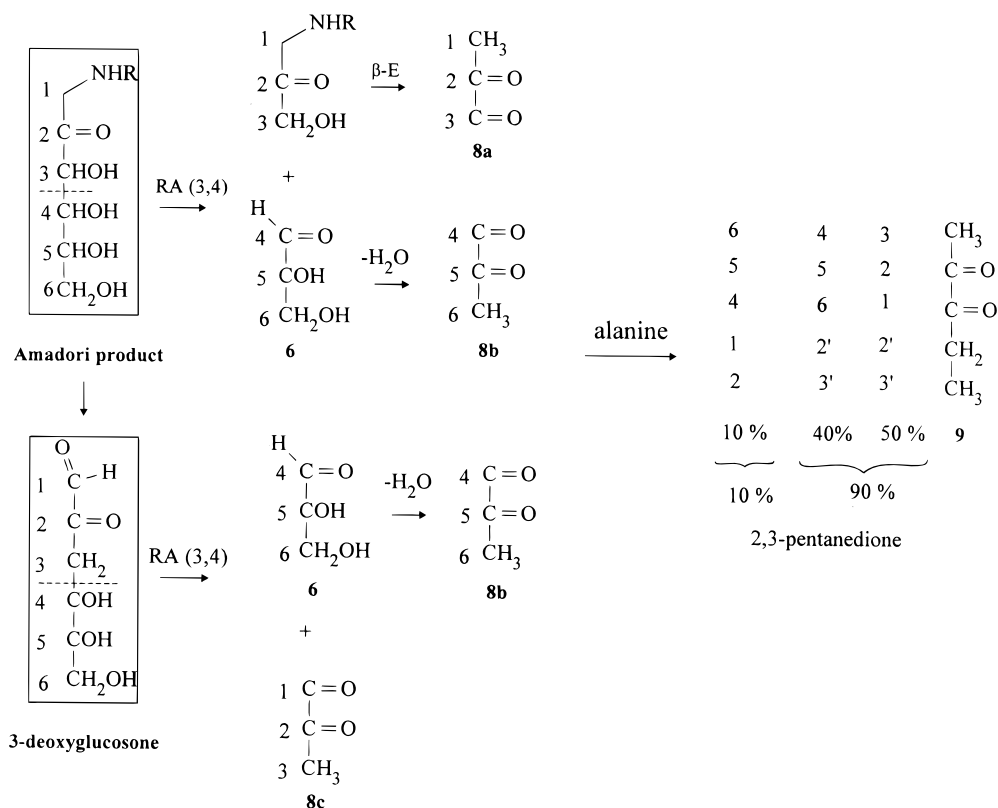 NHR
1
2 C=O
3 CHOH
4 CHOH
5 CHOH
6 CH2OH
Amadori product
RA (3,4)
NHR
1
2 C=O
3 CH2OH
β-E
1 CH3
2 C=O
3 C=O
8a
+
H
4 C=O
5 COH
6 CH2OH
6
-H2O
4 C=O
5 C=O
6 CH3
8b
O
1 C-H
2 C=O
3 CH2
4 COH
5 COH
6 CH2OH
3-deoxyglucosone
RA (3,4)
H
4 C=O
5 COH
6 CH2OH
6
-H2O
4 C=O
5 C=O
6 CH3
8b
+
1 C=O
2 C=O
3 CH3
8c
alanine
6 4 3 CH3
5 5 2 C=O
4 6 1 C=O
1 2' 2' CH2
2 3' 3' CH3
10 % 40% 50 % 9
10 % 90 %
2,3-pentanedione